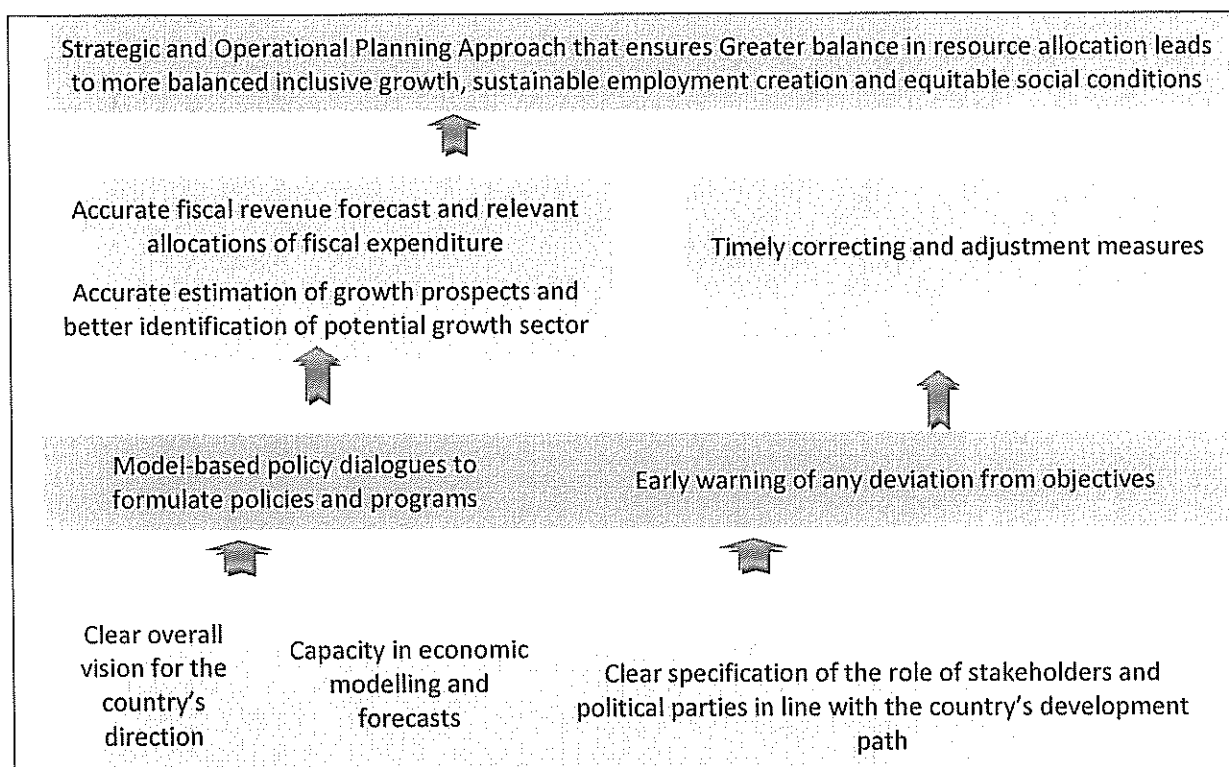 Strategic and Operational Planning Approach that ensures Greater balance in resource allocation leads
to more balanced inclusive growth, sustainable employment creation and equitable social conditions
Accurate fiscal revenue forecast and relevant
allocations of fiscal expenditure
Accurate estimation of growth prospects and
better identification of potential growth sector
Timely correcting and adjustment measures
Model-based policy dialogues to
formulate policies and programs
Early warning of any deviation from objectives
Clear overall
vision for the
country's
direction
Capacity in economic
modelling and
forecasts
Clear specification of the role of stakeholders and
political parties in line with the country's development
path